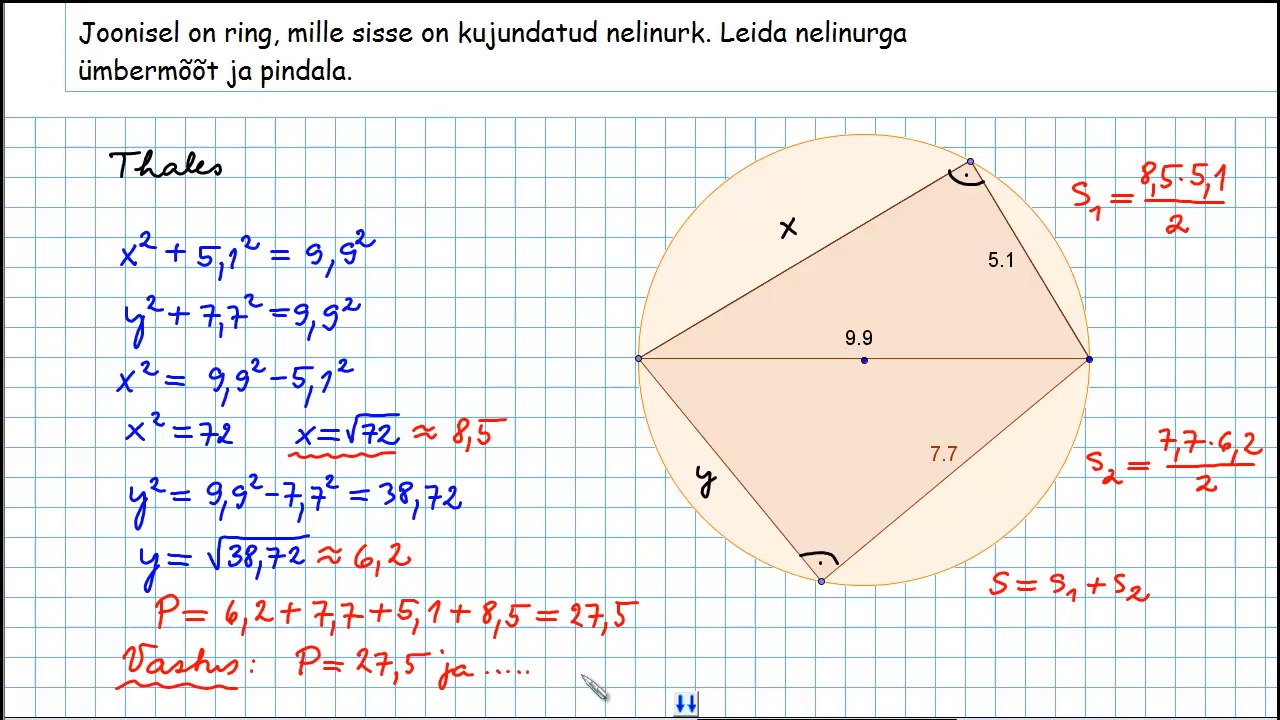 Joonisel on ring, mille sisse on kujundatud nelinurk. Leida nelinurga
ümbermõõt ja pindala.
Thales
x² + 5,1² = 9,9²
y² + 7,7² = 9,9²
x² = 9,9² - 5,1²
x² = 72 x = √72 ≈ 8,5
y² = 9,9² - 7,7² = 38,72
y = √38,72 ≈ 6,2
P = 6,2 + 7,7 + 5,1 + 8,5 = 27,5
Vastus: P = 27,5 ja .....
x
5.1
9.9
7.7
y
S₁ = 8,5·5,1 / 2
S₂ = 7,7·6,2 / 2
S = S₁ + S₂